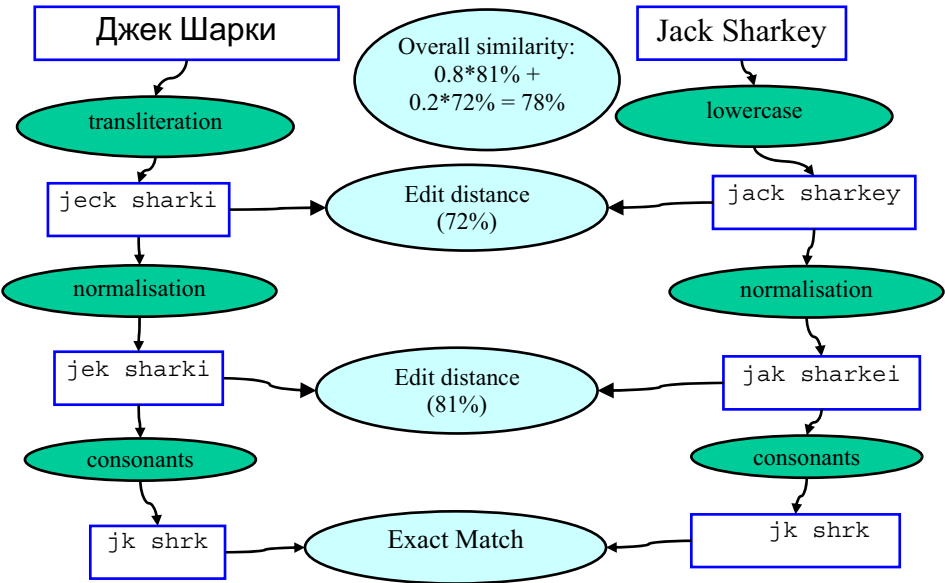 Джек Шарки
Overall similarity:
0.8*81% +
0.2*72% = 78%
Jack Sharkey
transliteration
lowercase
jeck sharki
Edit distance
(72%)
jack sharkey
normalisation
normalisation
jek sharki
Edit distance
(81%)
jak sharkei
consonants
consonants
jk shrk
Exact Match
jk shrk